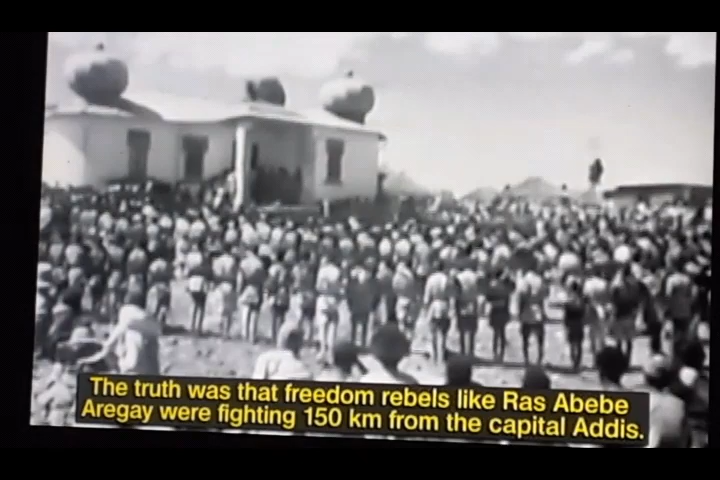 The truth was that freedom rebels like Ras Abebe
Aregay were fighting 150 km from the capital Addis.